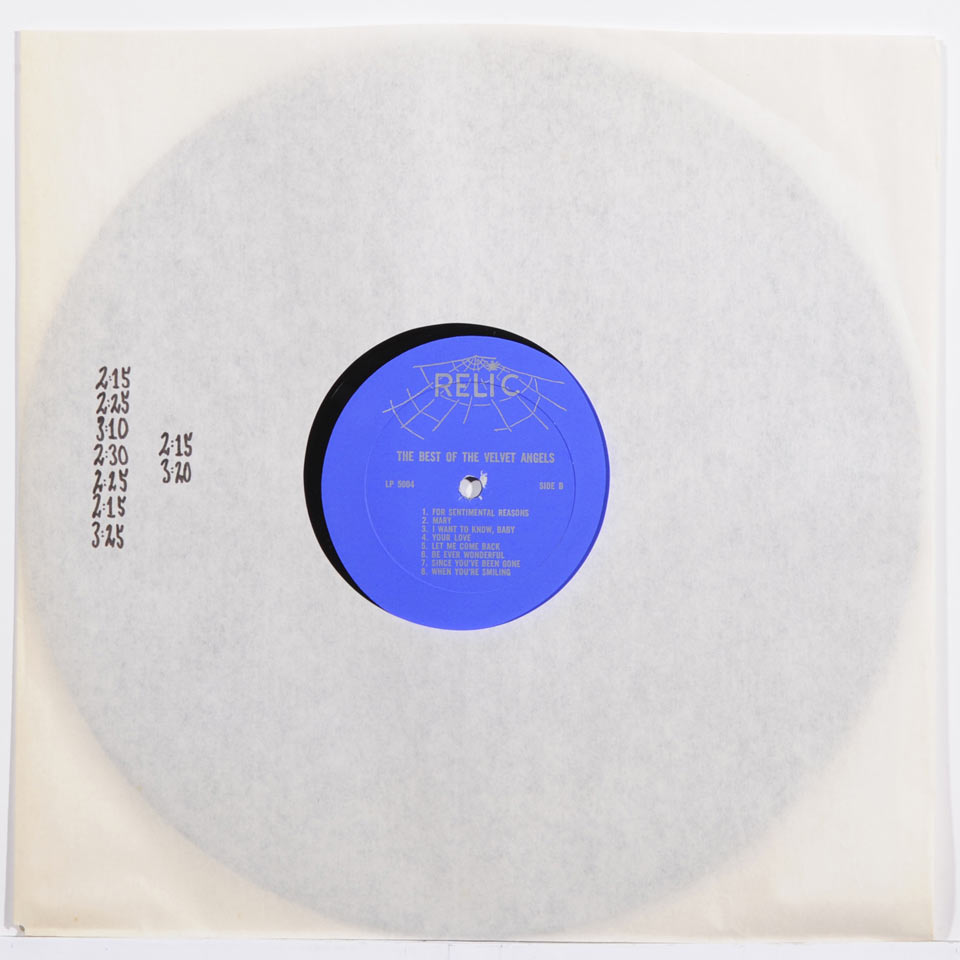 2:15
2:25
3:10
2:30
2:25
2:15
3:25
2:15
3:20
RELIC
THE BEST OF THE VELVET ANGELS
LP 5004 SIDE B
1. FOR SENTIMENTAL REASONS
2. MARY
3. I WANT TO KNOW, BABY
4. YOUR LOVE
5. LET ME COME BACK
6. BE EVER WONDERFUL
7. SINCE YOU'VE BEEN GONE
8. WHEN YOU'RE SMILING